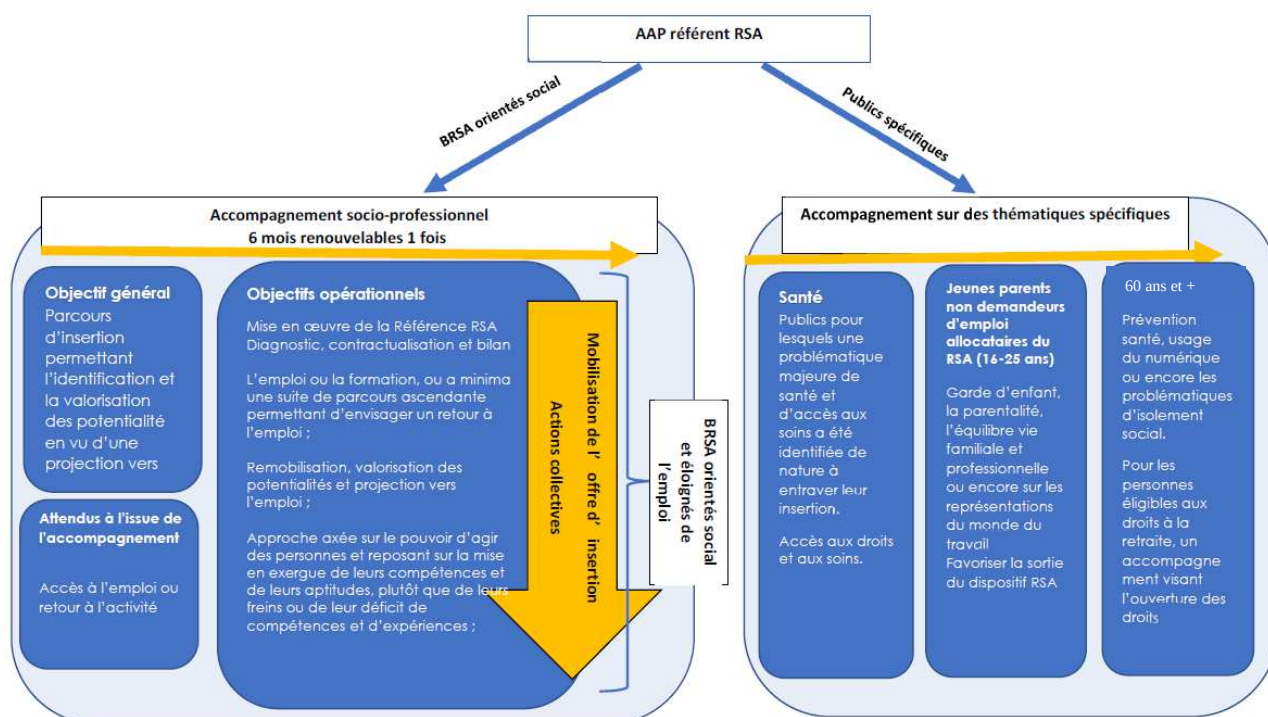 AAP référent RSA
BRSA orientés social
Publics spécifiques
Accompagnement socio-professionnel
6 mois renouvelables 1 fois
Objectif général
Parcours
d'insertion
permettant
l'identification et
la valorisation
des potentialité
en vu d'une
projection vers
Attendus à l'issue de
l'accompagnement
Accès à l'emploi ou
retour à l'activité
Objectifs opérationnels
Mise en œuvre de la Référence RSA
Diagnostic, contractualisation et bilan
L'emploi ou la formation, ou a minima
une suite de parcours ascendante
permettant d'envisager un retour à
l'emploi ;
Remobilisation, valorisation des
potentialités et projection vers
l'emploi ;
Approche axée sur le pouvoir d'agir
des personnes et reposant sur la mise
en exergue de leurs compétences et
de leurs aptitudes, plutôt que de leurs
freins ou de leur déficit de
compétences et d'expériences ;
Mobilisation de l' offre d' insertion
Actions collectives
BRSA orientés social
et éloignés de
l'emploi
Accompagnement sur des thématiques spécifiques
Santé
Publics pour
lesquels une
problématique
majeure de
santé et
d'accès aux
soins a été
identifiée de
nature à
entraver leur
insertion.
Accès aux droits
et aux soins.
Jeunes parents
non demandeurs
d'emploi
allocataires du
RSA (16-25 ans)
Garde d'enfant,
la parentalité,
l'équilibre vie
familiale et
professionnelle
ou encore sur les
représentations
du monde du
travail
Favoriser la sortie
du dispositif RSA
60 ans et +
Prévention
santé, usage
du numérique
ou encore les
problématiques
d'isolement
social.
Pour les
personnes
éligibles aux
droits à la
retraite, un
accompagne
ment visant
l'ouverture des
droits